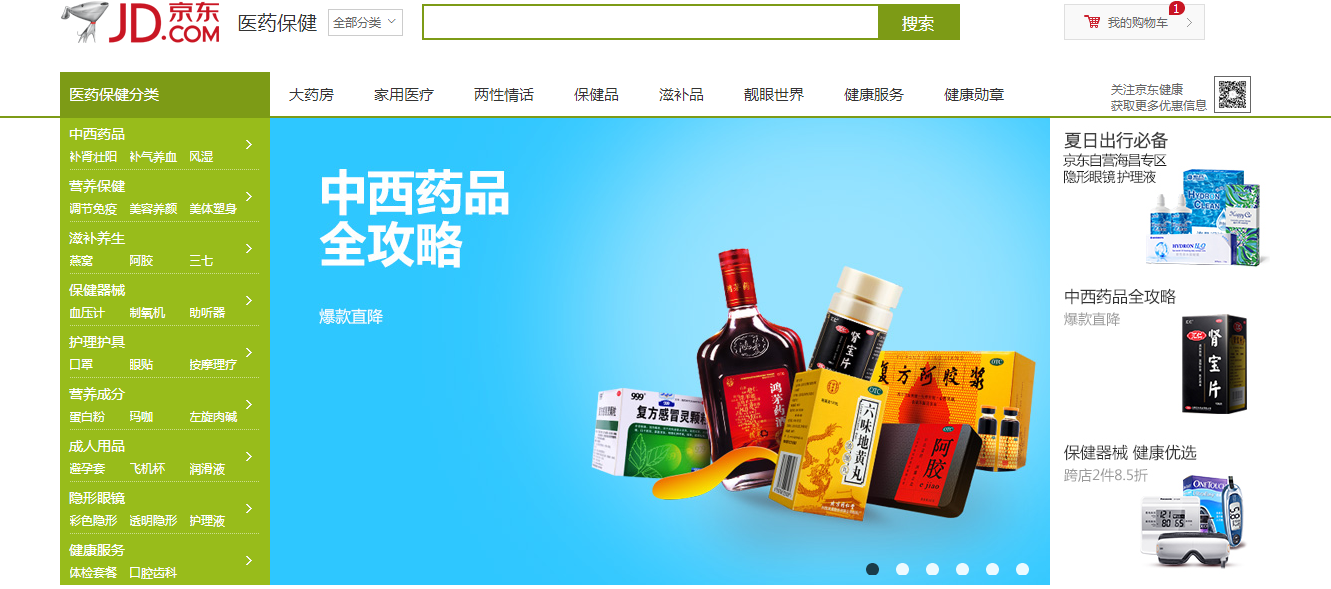 JD.COM 京东
医药保健
全部分类
搜索
我的购物车
1
医药保健分类
大药房 家用医疗 两性情话 保健品 滋补品 靓眼世界 健康服务 健康勋章
关注京东健康
获取更多优惠信息
中西药品
补肾壮阳 补气养血 风湿
营养保健
调节免疫 美容养颜 美体塑身
滋补养生
燕窝 阿胶 三七
保健器械
血压计 制氧机 助听器
护理护具
口罩 眼贴 按摩理疗
营养成分
蛋白粉 玛咖 左旋肉碱
成人用品
避孕套 飞机杯 润滑液
隐形眼镜
彩色隐形 透明隐形 护理液
健康服务
体检套餐 口腔齿科
中西药品
全攻略
爆款直降
999
复方感冒灵颗粒
鸿茅药酒
肾宝片
六味地黄丸
OTC
复方阿胶浆
OTC
阿胶
ejiao
夏日出行必备
京东自营海昌专区
隐形眼镜 护理液
HYDRON
CLEAN
HYDRON H2O
中西药品全攻略
爆款直降
肾宝片
保健器械 健康优选
跨店2件8.5折
ONETOUCH
121
80 65